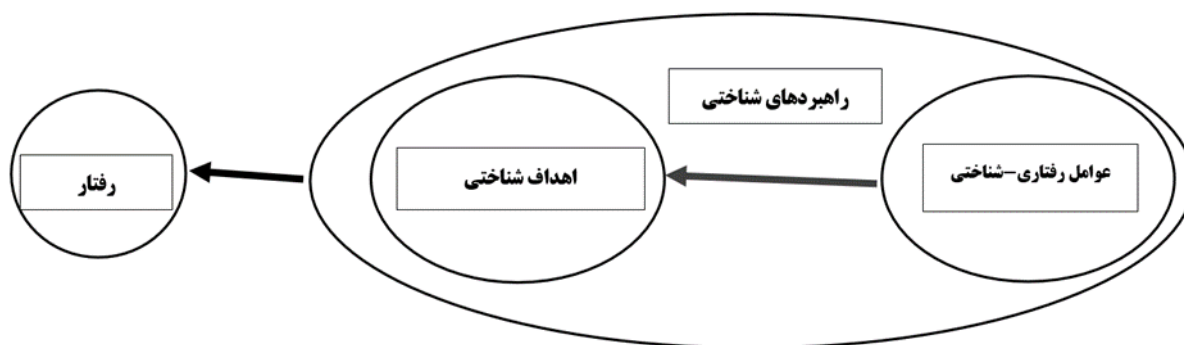 راهبردهای شناختی
عوامل رفتاری-شناختی
اهداف شناختی
رفتار